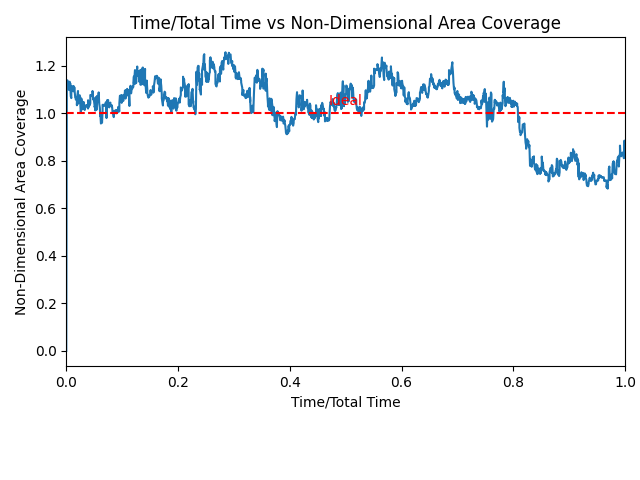 Time/Total Time vs Non-Dimensional Area Coverage
Non-Dimensional Area Coverage
1.2
1.0
0.8
0.6
0.4
0.2
0.0
Ideal
0.0 0.2 0.4 0.6 0.8 1.0
Time/Total Time